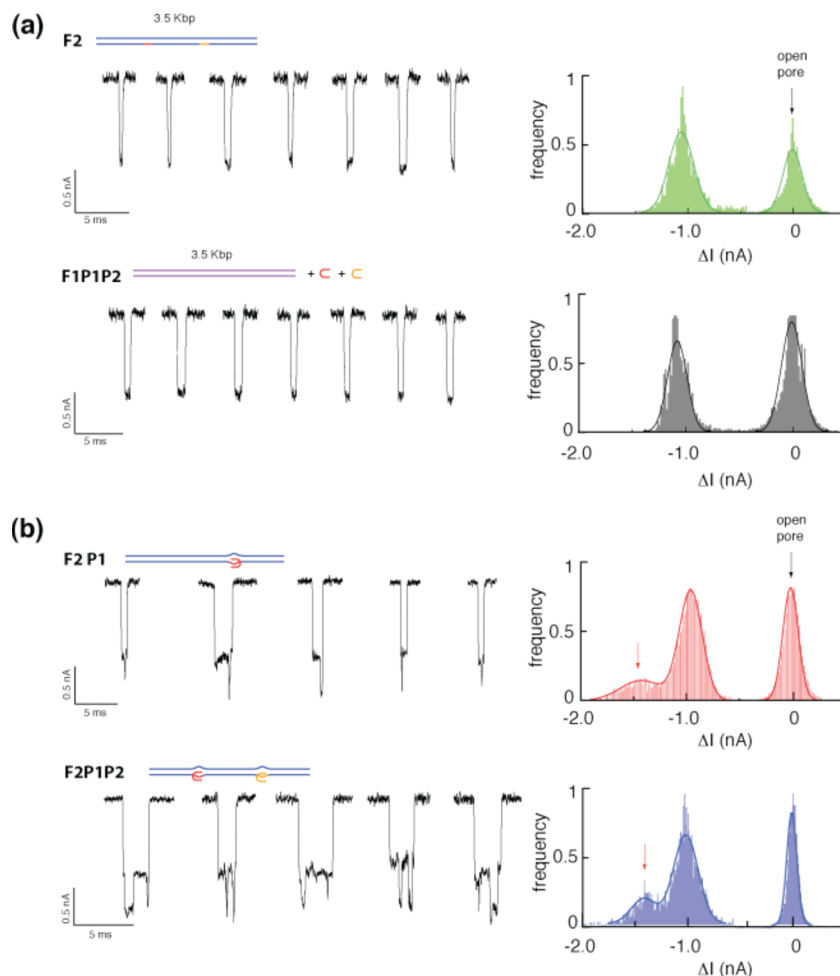 (a)
3.5 Kbp
F2
0.5 nA
5 ms
open
pore
frequency
1
0.5
0
-2.0
-1.0
0
ΔI (nA)
3.5 Kbp
F1P1P2
+ +
0.5 nA
5 ms
frequency
1
0.5
0
-2.0
-1.0
0
ΔI (nA)
(b)
F2 P1
0.5 nA
5 ms
open
pore
frequency
1
0.5
0
-2.0
-1.0
0
ΔI (nA)
F2P1P2
0.5 nA
5 ms
frequency
1
0.5
0
-2.0
-1.0
0
ΔI (nA)